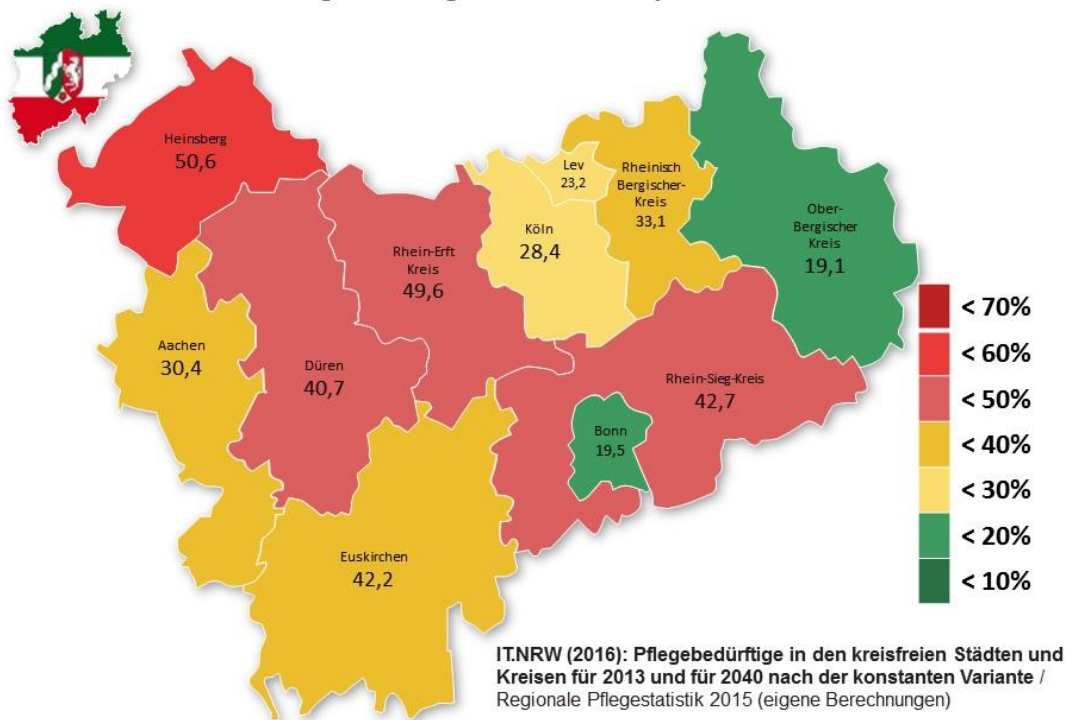 Heinsberg
50,6
Lev
23,2
Rheinisch
Bergischer-
Kreis
33,1
Ober-
Bergischer
Kreis
19,1
Köln
28,4
Rhein-Erft
Kreis
49,6
Aachen
30,4
Düren
40,7
Rhein-Sieg-Kreis
42,7
Bonn
19,5
Euskirchen
42,2
< 70%
< 60%
< 50%
< 40%
< 30%
< 20%
< 10%
IT.NRW (2016): Pflegebedürftige in den kreisfreien Städten und
Kreisen für 2013 und für 2040 nach der konstanten Variante /
Regionale Pflegestatistik 2015 (eigene Berechnungen)